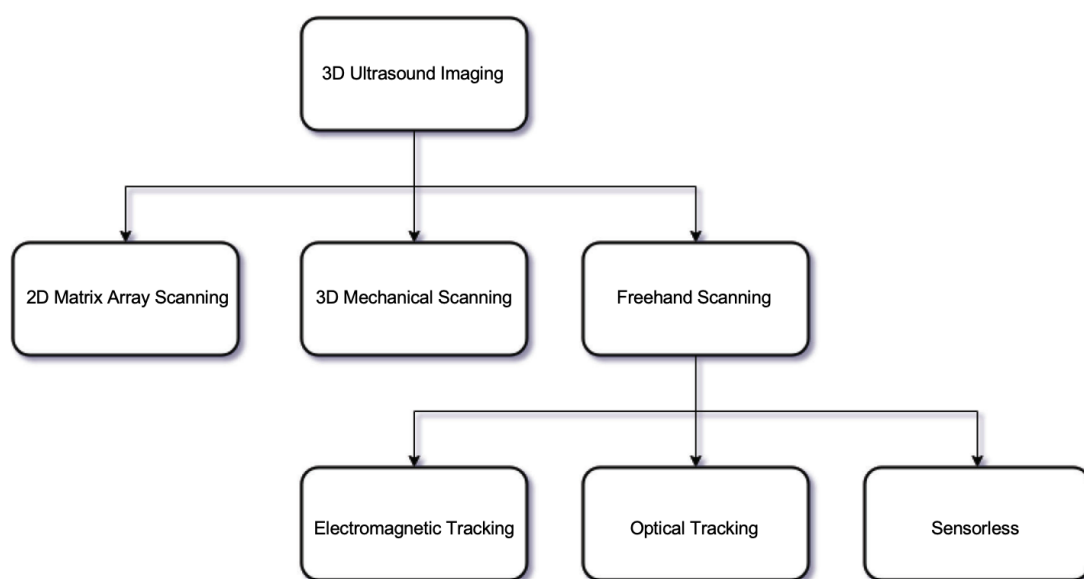 3D Ultrasound Imaging
2D Matrix Array Scanning
3D Mechanical Scanning
Freehand Scanning
Electromagnetic Tracking
Optical Tracking
Sensorless